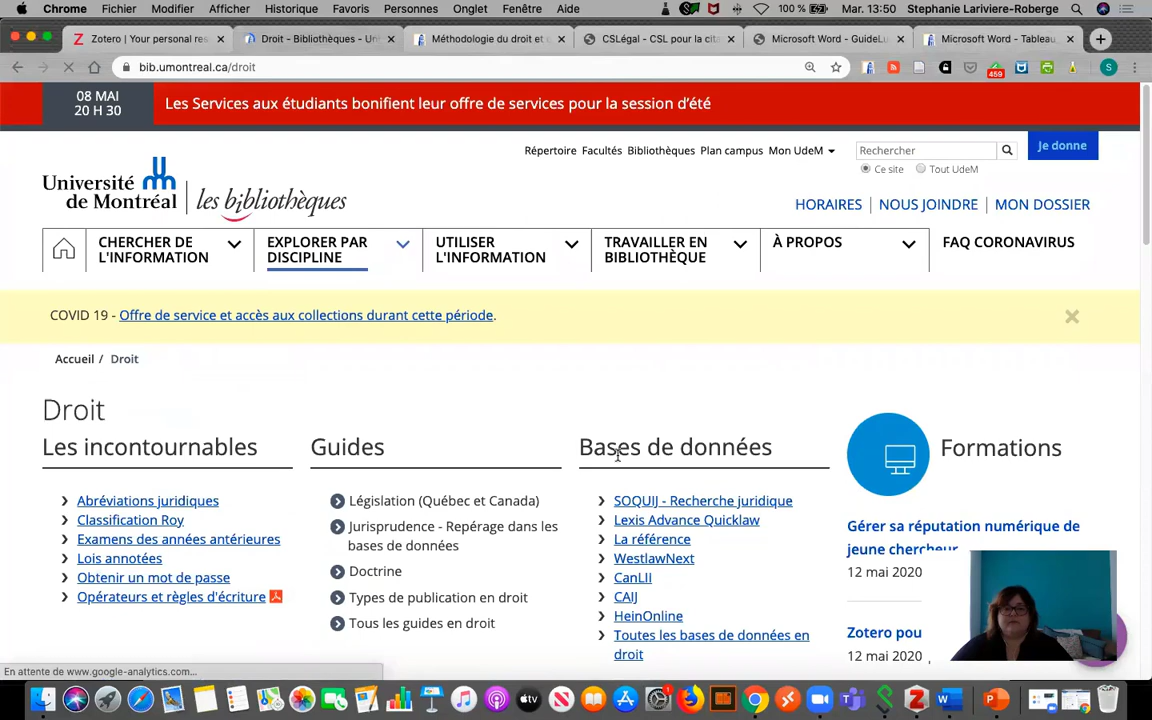 Chrome Fichier Modifier Afficher Historique Favoris Personnes Onglet Fenêtre Aide 100 % Mar. 13:50 Stephanie Lariviere-Roberge
Zotero | Your personal res Droit - Bibliothèques - Uni Méthodologie du droit et CSLégal - CSL pour la cita Microsoft Word - GuideLu Microsoft Word - Tableau_
bib.umontreal.ca/droit 459 S
08 MAI
20 H 30
Les Services aux étudiants bonifient leur offre de services pour la session d'été
Répertoire Facultés Bibliothèques Plan campus Mon UdeM Rechercher Je donne
Ce site Tout UdeM
Université
de Montréal
les bibliothèques
HORAIRES NOUS JOINDRE MON DOSSIER
CHERCHER DE
L'INFORMATION
EXPLORER PAR
DISCIPLINE
UTILISER
L'INFORMATION
TRAVAILLER EN
BIBLIOTHÈQUE
À PROPOS
FAQ CORONAVIRUS
COVID 19 - Offre de service et accès aux collections durant cette période.
Accueil / Droit
Droit
Les incontournables
Abréviations juridiques
Classification Roy
Examens des années antérieures
Lois annotées
Obtenir un mot de passe
Opérateurs et règles d'écriture
Guides
Législation (Québec et Canada)
Jurisprudence - Repérage dans les
bases de données
Doctrine
Types de publication en droit
Tous les guides en droit
Bases de données
SOQUIJ - Recherche juridique
Lexis Advance Quicklaw
La référence
WestlawNext
CanLII
CAIJ
HeinOnline
Toutes les bases de données en
droit
Formations
Gérer sa réputation numérique de
jeune chercheur
12 mai 2020
Zotero pou
12 mai 2020
En attente de www.google-analytics.com...